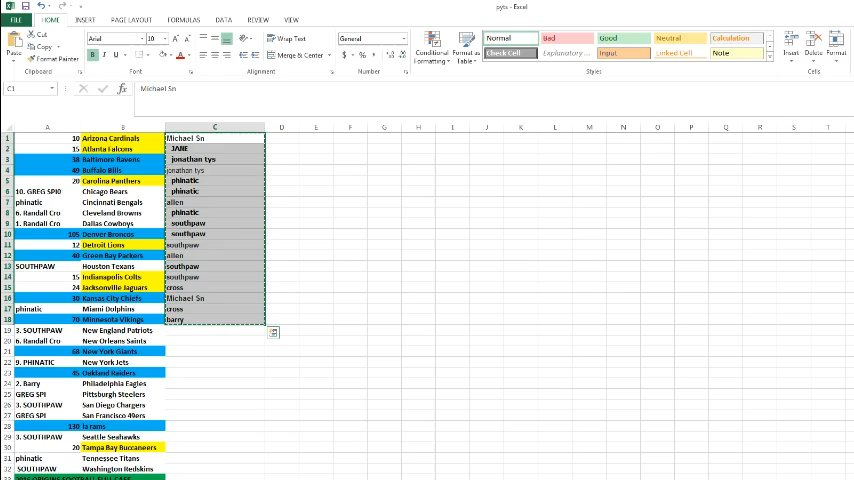 pyts - Excel
FILE HOME INSERT PAGE LAYOUT FORMULAS DATA REVIEW VIEW
Paste
Cut
Copy
Format Painter
Clipboard
Arial 10
B I U
Font
Wrap Text
Merge & Center
Alignment
General
$ % ,
Number
Conditional Formatting
Format as Table
Normal Bad Good Neutral Calculation
Check Cell Explanatory ... Input Linked Cell Note
Styles
Insert Delete Format
Cells
C1 fx Michael Sn
A B C D E F G H I J K L M N O P Q R S T
1 10 Arizona Cardinals Michael Sn
2 15 Atlanta Falcons JANE
3 38 Baltimore Ravens jonathan tys
4 49 Buffalo Bills jonathan tys
5 20 Carolina Panthers phinatic
6 10. GREG SPI0 Chicago Bears phinatic
7 phinatic Cincinnati Bengals allen
8 6. Randall Cro Cleveland Browns phinatic
9 1. Randall Cro Dallas Cowboys southpaw
10 105 Denver Broncos southpaw
11 12 Detroit Lions southpaw
12 40 Green Bay Packers allen
13 SOUTHPAW Houston Texans southpaw
14 15 Indianapolis Colts southpaw
15 24 Jacksonville Jaguars cross
16 30 Kansas City Chiefs Michael Sn
17 phinatic Miami Dolphins cross
18 70 Minnesota Vikings barry
19 3. SOUTHPAW New England Patriots
20 6. Randall Cro New Orleans Saints
21 68 New York Giants
22 9. PHINATIC New York Jets
23 45 Oakland Raiders
24 2. Barry Philadelphia Eagles
25 GREG SPI Pittsburgh Steelers
26 3. SOUTHPAW San Diego Chargers
27 GREG SPI San Francisco 49ers
28 130 la rams
29 3. SOUTHPAW Seattle Seahawks
30 20 Tampa Bay Buccaneers
31 phinatic Tennessee Titans
32 SOUTHPAW Washington Redskins
33 2016 ORIGINS FOOTBALL FULL CASE